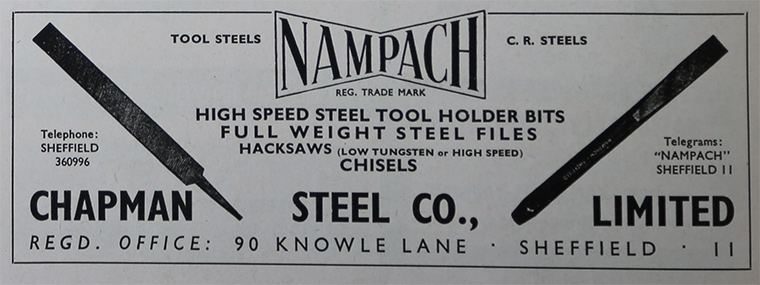 TOOL STEELS
NAMPACH
C. R. STEELS
REG. TRADE MARK
HIGH SPEED STEEL TOOL HOLDER BITS
FULL WEIGHT STEEL FILES
HACKSAWS (LOW TUNGSTEN or HIGH SPEED)
CHISELS
Telephone:
SHEFFIELD
360996
Telegrams:
"NAMPACH"
SHEFFIELD 11
CHAPMAN STEEL CO., LIMITED
REGD. OFFICE: 90 KNOWLE LANE · SHEFFIELD · 11